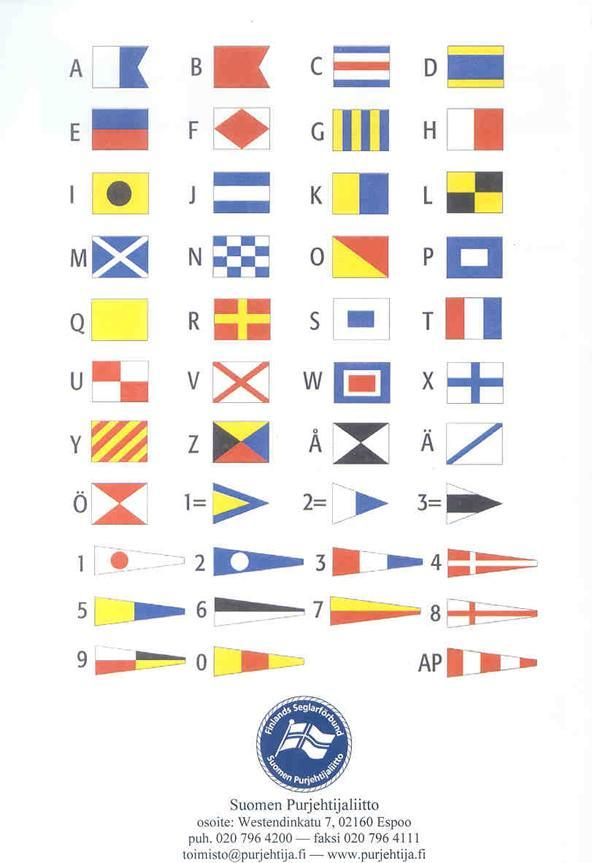 A B C D
E F G H
I J K L
M N O P
Q R S T
U V W X
Y Z Å Ä
Ö 1= 2= 3=
1 2 3 4
5 6 7 8
9 0 AP
Finlands Seglarförbund
Suomen Purjehtijaliitto
Suomen Purjehtijaliitto
osoite: Westendinkatu 7, 02160 Espoo
puh. 020 796 4200 — faksi 020 796 4111
toimisto@purjehtija.fi — www.purjehtija.fi